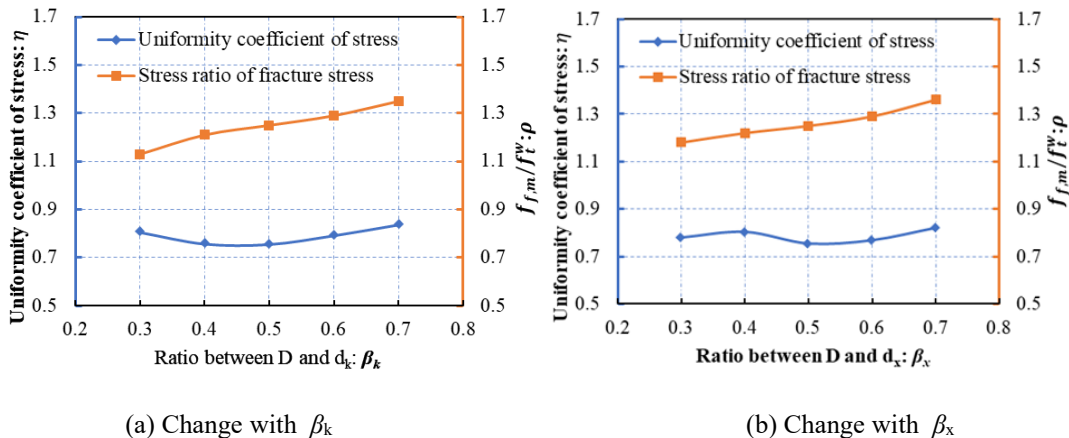 Uniformity coefficient of stress: η
1.7
1.5
1.3
1.1
0.9
0.7
0.5
Uniformity coefficient of stress
Stress ratio of fracture stress
1.7
1.5
1.3
1.1
0.9
0.7
0.5
f_{f,m}/f_t^w:ρ
0.2 0.3 0.4 0.5 0.6 0.7 0.8
Ratio between D and d_k: β_k
(a) Change with β_k
Uniformity coefficient of stress: η
1.7
1.5
1.3
1.1
0.9
0.7
0.5
Uniformity coefficient of stress
Stress ratio of fracture stress
1.7
1.5
1.3
1.1
0.9
0.7
0.5
f_{f,m}/f_t^w:ρ
0.2 0.3 0.4 0.5 0.6 0.7 0.8
Ratio between D and d_x: β_x
(b) Change with β_x